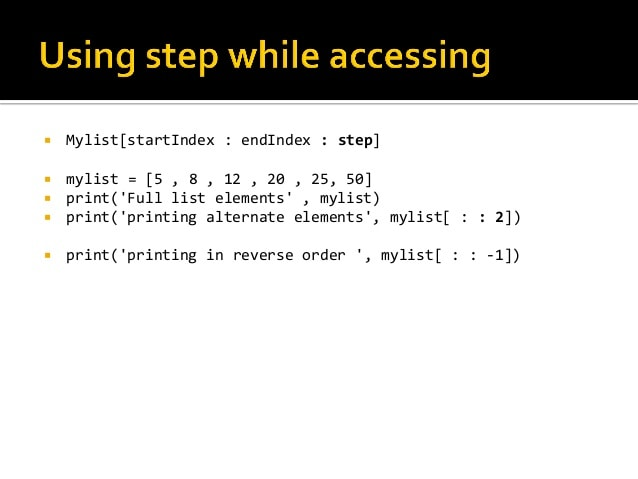 Using step while accessing
Mylist[startIndex : endIndex : step]
mylist = [5 , 8 , 12 , 20 , 25, 50]
print('Full list elements' , mylist)
print('printing alternate elements', mylist[ : : 2])
print('printing in reverse order ', mylist[ : : -1])